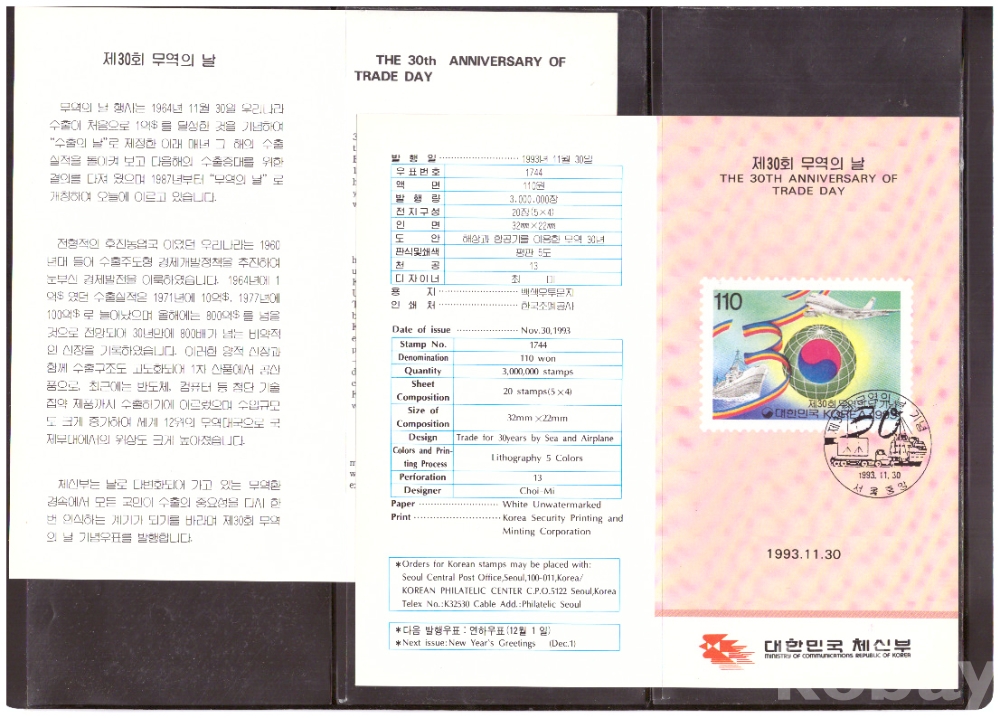 제30회 무역의 날
무역의 날 행사는 1964년 11월 30일 우리나라
수출이 처음으로 1억$ 를 달성한 것을 기념하여
“수출의 날”로 제정한 이래 매년 그 해의 수출
실적을 돌이켜 보고 다음해의 수출증대를 위한
결의를 다져 왔으며 1987년부터 “무역의 날” 로
개칭하여 오늘에 이르고 있습니다.
전형적인 후진농업국 이였던 우리나라는 1960
년대 들어 수출주도형 경제개발정책을 추진하여
눈부신 경제발전을 이룩하였습니다. 1964년에 1
억$ 였던 수출실적은 1971년에 10억$, 1977년에
100억$ 로 늘어났으며 올해에는 800억$ 를 넘을
것으로 전망되어 30년만에 800배가 넘는 비약적
인 신장을 기록하였습니다. 이러한 양적 신장과
함께 수출구조도 고도화되어 1차 산품에서 공산
품으로, 최근에는 반도체, 컴퓨터 등 첨단 기술
집약 제품까지 수출하기에 이르렀으며 수입규모
도 크게 증가하여 세계 12위의 무역대국으로 국
제무대에서의 위상도 크게 높아졌습니다.
체신부는 날로 다변화되어 가고 있는 무역환
경속에서 모든 국민이 수출의 중요성을 다시 한
번 인식하는 계기가 되기를 바라며 제30회 무역
의 날 기념우표를 발행합니다.
THE 30th ANNIVERSARY OF
TRADE DAY
발 행 일 1993년 11월 30일
우표번호 1744
액 면 110원
발 행 량 3,000,000장
전지구성 20장(5×4)
인 면 32㎜×22㎜
도 안 해상과 항공기를 이용한 무역 30년
판식및쇄색 평판 5도
천 공 13
디자이너 최 미
용 지 백색무투문지
인 쇄 처 한국조폐공사
Date of issue Nov.30,1993
Stamp No. 1744
Denomination 110 won
Quantity 3,000,000 stamps
Sheet
Composition 20 stamps(5×4)
Size of
Composition 32mm×22mm
Design Trade for 30years by Sea and Airplane
Colors and Prin-
ting Process Lithography 5 Colors
Perforation 13
Designer Choi-Mi
Paper White Unwatermarked
Print Korea Security Printing and
Minting Corporation
*Orders for Korean stamps may be placed with:
Seoul Central Post Office,Seoul,100-011,Korea/
KOREAN PHILATELIC CENTER C.P.O.5122 Seoul,Korea
Telex No.:K32530 Cable Add.:Philatelic Seoul
*다음 발행우표 : 연하우표(12월 1 일)
*Next issue:New Year's Greetings (Dec.1)
제30회 무역의 날
THE 30TH ANNIVERSARY OF
TRADE DAY
110
30
제30회 무역의 날 기념
대한민국 KOREA 1993
30
1993. 11. 30
서울중앙
1993.11.30
대한민국 체신부
MINISTRY OF COMMUNICATIONS REPUBLIC OF KOREA
Kobay